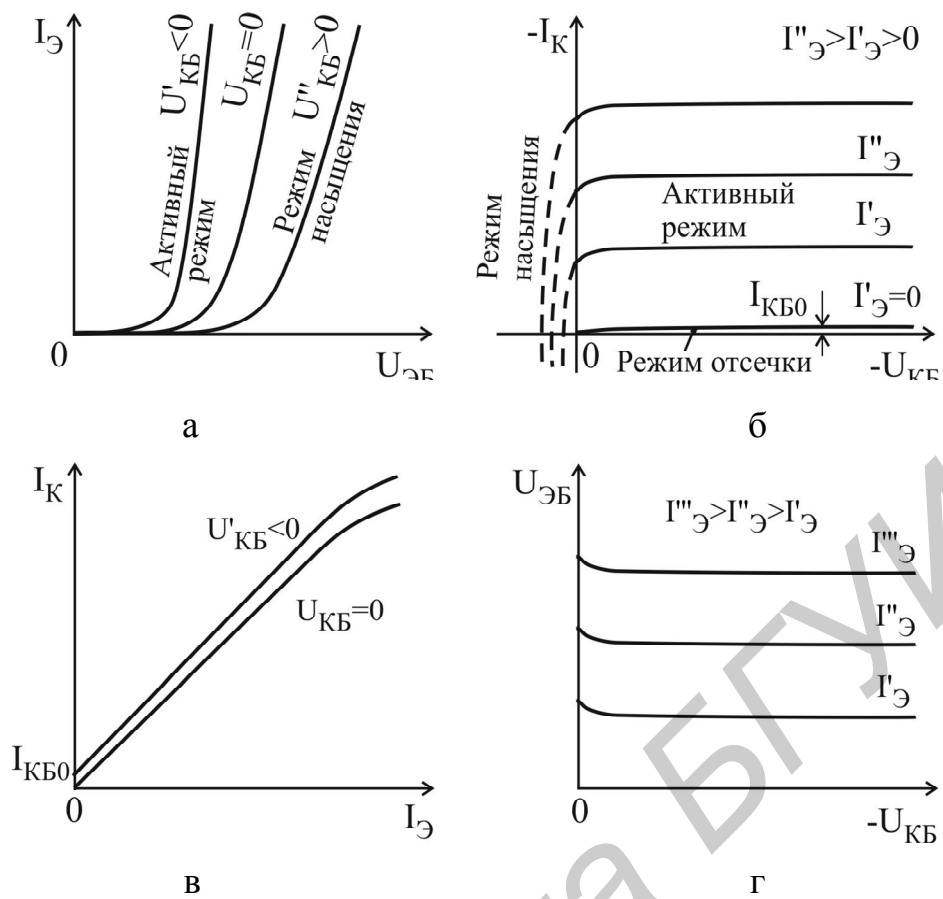 I_Э
U'_КБ<0
U_КБ=0
U"_КБ>0
Активный
режим
Режим
насыщения
0
U_ЭБ
а
-I_К
I"_Э>I'_Э>0
Режим
насыщения
I"_Э
Активный
режим
I'_Э
I_КБ0
I'_Э=0
0
Режим отсечки
-U_КБ
б
I_К
U'_КБ<0
U_КБ=0
I_КБ0
0
I_Э
в
U_ЭБ
I'''_Э>I"_Э>I'_Э
I'''_Э
I"_Э
I'_Э
0
-U_КБ
г
та БГУИ